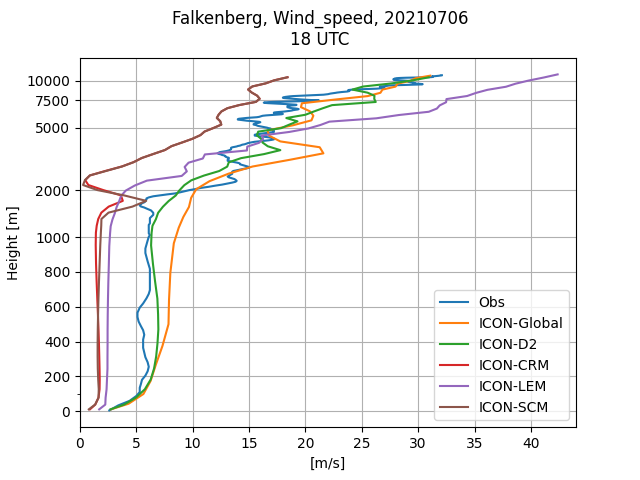 Falkenberg, Wind_speed, 20210706
18 UTC
10000
7500
5000
2000
1000
800
600
400
200
0
Height [m]
Obs
ICON-Global
ICON-D2
ICON-CRM
ICON-LEM
ICON-SCM
0 5 10 15 20 25 30 35 40
[m/s]